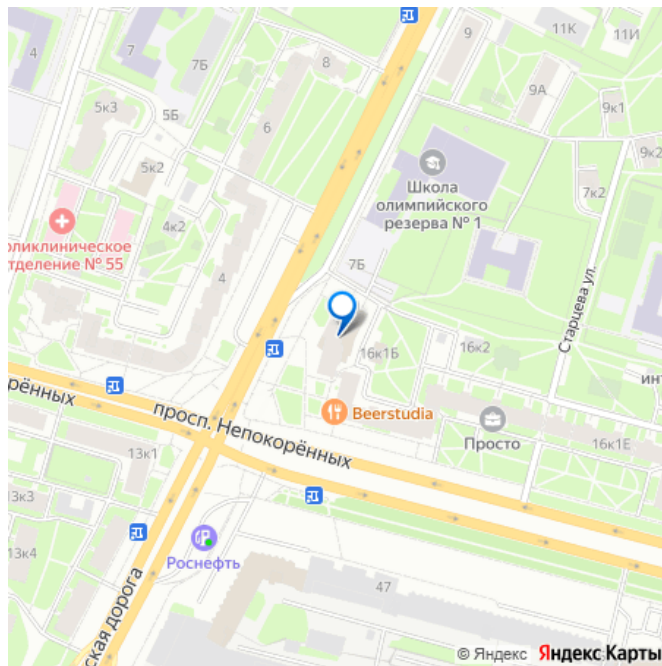 4
7
7Б
8
9
11К
11И
9А
9к1
9к2
5к3
5Б
5к2
6
Школа
олимпийского
резерва № 1
7к2
4к2
оликлиническое
тделение № 55
4
7Б
Старцева ул.
16к1Б
16к2
инт
орённых
просп. Непокорённых
Beerstudia
Просто
16к1Е
13к1
13к3
13к4
Роснефть
47
ская дорога
© Яндекс Яндекс Карты